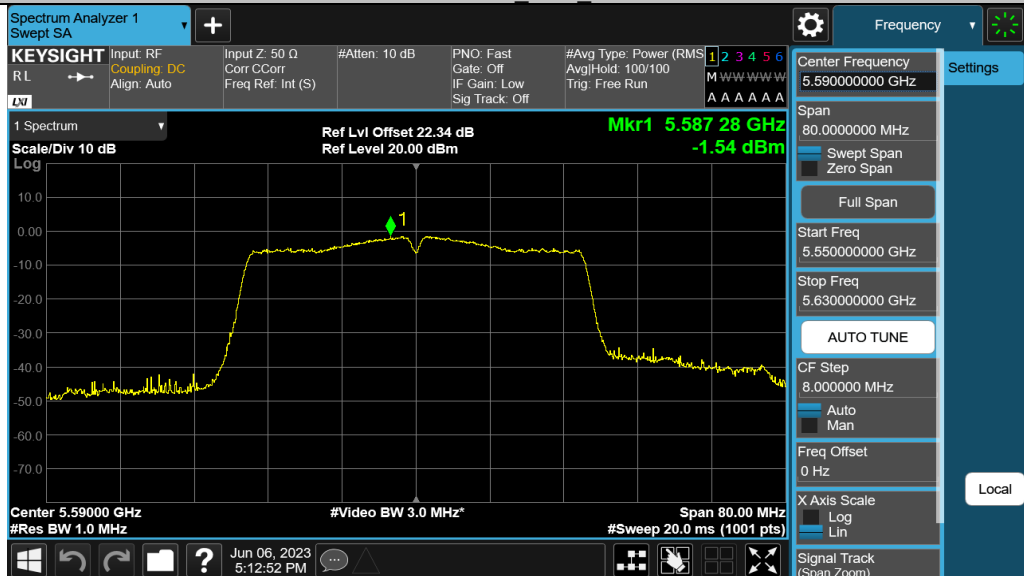 Spectrum Analyzer 1
Swept SA
+
Frequency
KEYSIGHT
R L
LXI
Input: RF
Coupling: DC
Align: Auto
Input Z: 50 Ω
Corr CCorr
Freq Ref: Int (S)
#Atten: 10 dB
PNO: Fast
Gate: Off
IF Gain: Low
Sig Track: Off
#Avg Type: Power (RMS
Avg|Hold: 100/100
Trig: Free Run
1 2 3 4 5 6
M W W W W W
A A A A A A
Center Frequency
5.590000000 GHz
Settings
Span
80.0000000 MHz
Swept Span
Zero Span
Full Span
Start Freq
5.550000000 GHz
Stop Freq
5.630000000 GHz
AUTO TUNE
CF Step
8.000000 MHz
Auto
Man
Freq Offset
0 Hz
X Axis Scale
Log
Lin
Signal Track
(Span Zoom)
Local
1 Spectrum
Scale/Div 10 dB
Log
Ref Lvl Offset 22.34 dB
Ref Level 20.00 dBm
Mkr1 5.587 28 GHz
-1.54 dBm
10.0
0.00
-10.0
-20.0
-30.0
-40.0
-50.0
-60.0
-70.0
1
Center 5.59000 GHz
#Res BW 1.0 MHz
#Video BW 3.0 MHz*
Span 80.00 MHz
#Sweep 20.0 ms (1001 pts)
?
Jun 06, 2023
5:12:52 PM